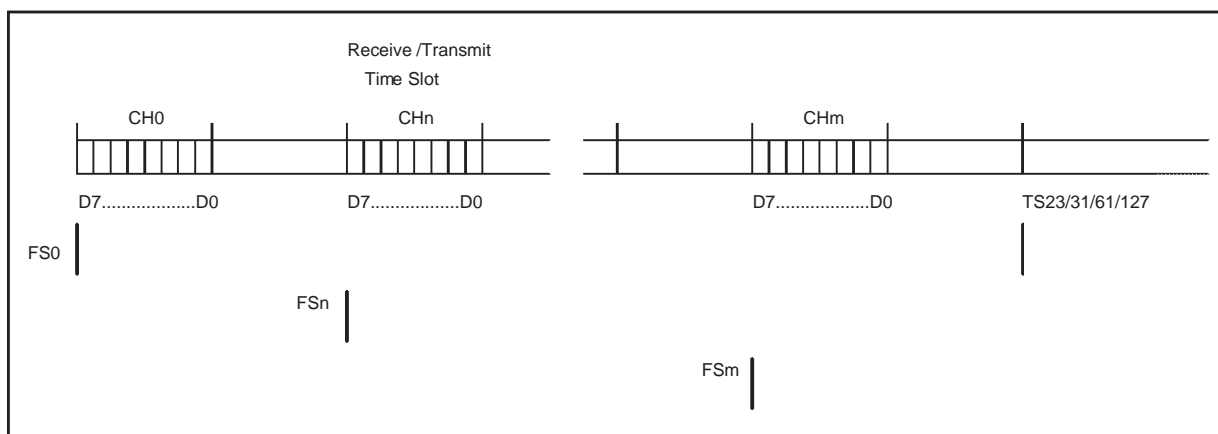 Receive /Transmit
Time Slot
CH0 CHn CHm
D7...................D0 D7..................D0 D7...................D0 TS23/31/61/127
FS0
FSn
FSm